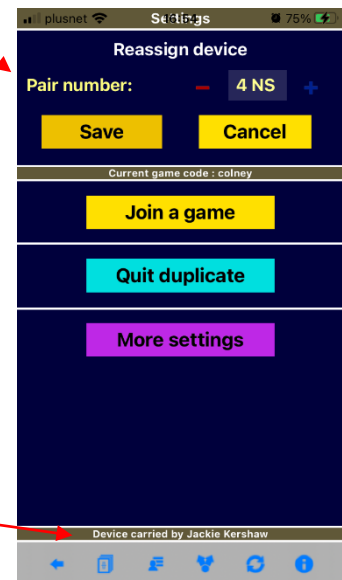 plusnet Settings 75%
Reassign device
Pair number: − 4 NS +
Save Cancel
Current game code : colney
Join a game
Quit duplicate
More settings
Device carried by Jackie Kershaw